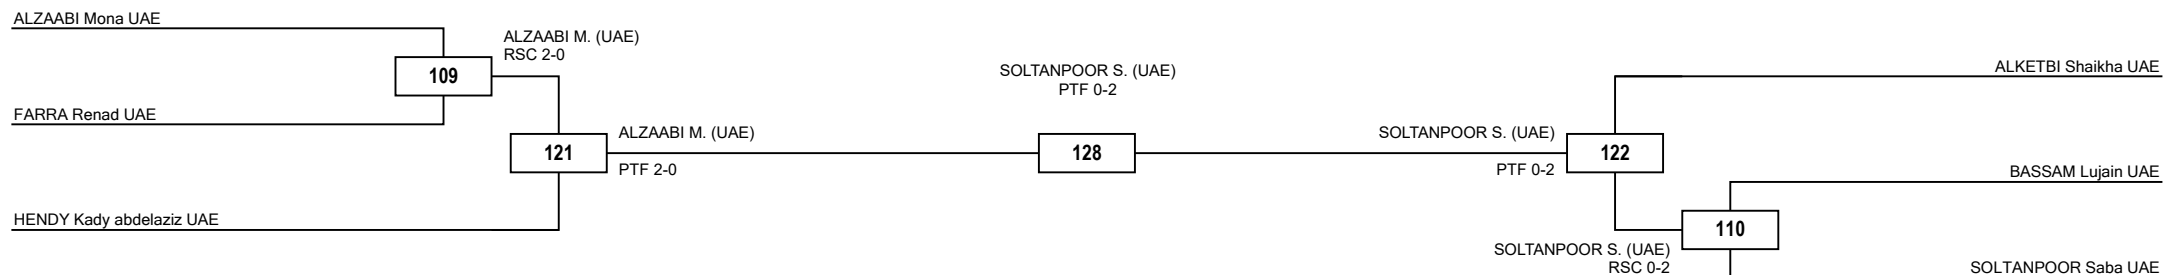 ALZAABI Mona UAE
ALZAABI M. (UAE)
RSC 2-0
109
FARRA Renad UAE
SOLTANPOOR S. (UAE)
PTF 0-2
ALKETBI Shaikha UAE
ALZAABI M. (UAE)
121
PTF 2-0
128
SOLTANPOOR S. (UAE)
122
PTF 0-2
BASSAM Lujain UAE
HENDY Kady abdelaziz UAE
110
SOLTANPOOR S. (UAE)
RSC 0-2
SOLTANPOOR Saba UAE